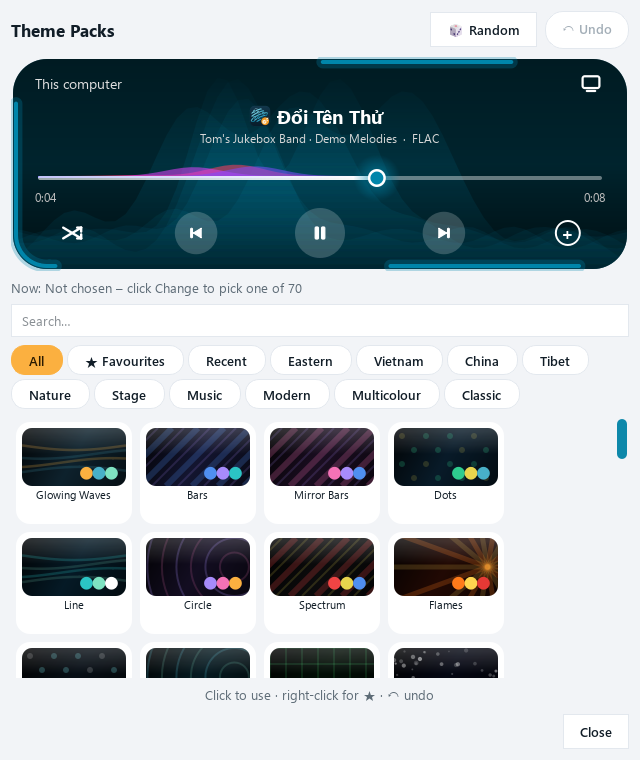 Theme Packs
Random
Undo
This computer
Đổi Tên Thử
Tom's Jukebox Band · Demo Melodies · FLAC
0:04
0:08
Now: Not chosen – click Change to pick one of 70
Search...
All
★ Favourites
Recent
Eastern
Vietnam
China
Tibet
Nature
Stage
Music
Modern
Multicolour
Classic
Glowing Waves
Bars
Mirror Bars
Dots
Line
Circle
Spectrum
Flames
Click to use · right-click for ★ · ↶ undo
Close